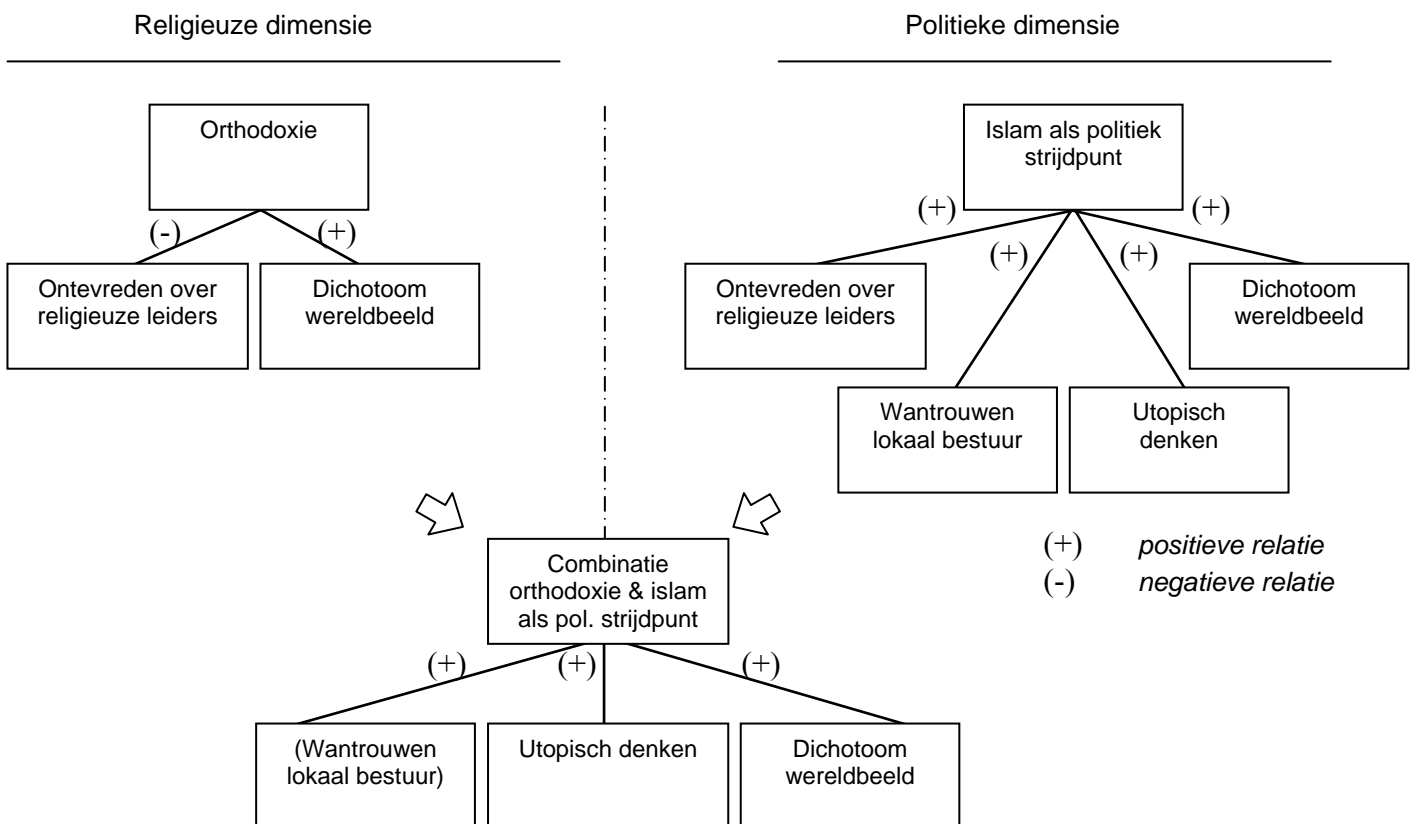 Religieuze dimensie
Politieke dimensie
Orthodoxie
(-)
(+)
Ontevreden over
religieuze leiders
Dichotoom
wereldbeeld
Islam als politiek
strijdpunt
(+)
(+)
(+)
(+)
Ontevreden over
religieuze leiders
Dichotoom
wereldbeeld
Wantrouwen
lokaal bestuur
Utopisch
denken
Combinatie
orthodoxie & islam
als pol. strijdpunt
(+) positieve relatie
(-) negatieve relatie
(+)
(+)
(+)
(Wantrouwen
lokaal bestuur)
Utopisch denken
Dichotoom
wereldbeeld